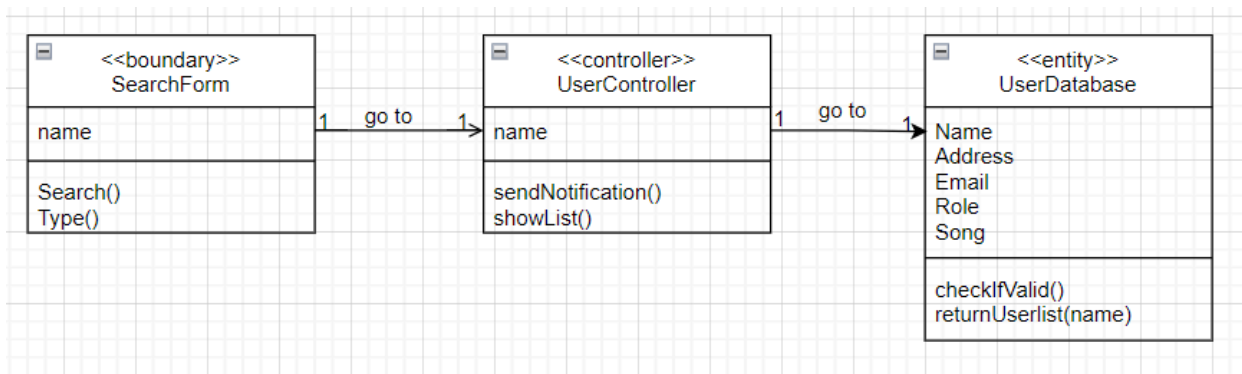 <<boundary>>
SearchForm
name
Search()
Type()
1 go to 1
<<controller>>
UserController
name
sendNotification()
showList()
1 go to 1
<<entity>>
UserDatabase
Name
Address
Email
Role
Song
checkIfValid()
returnUserlist(name)